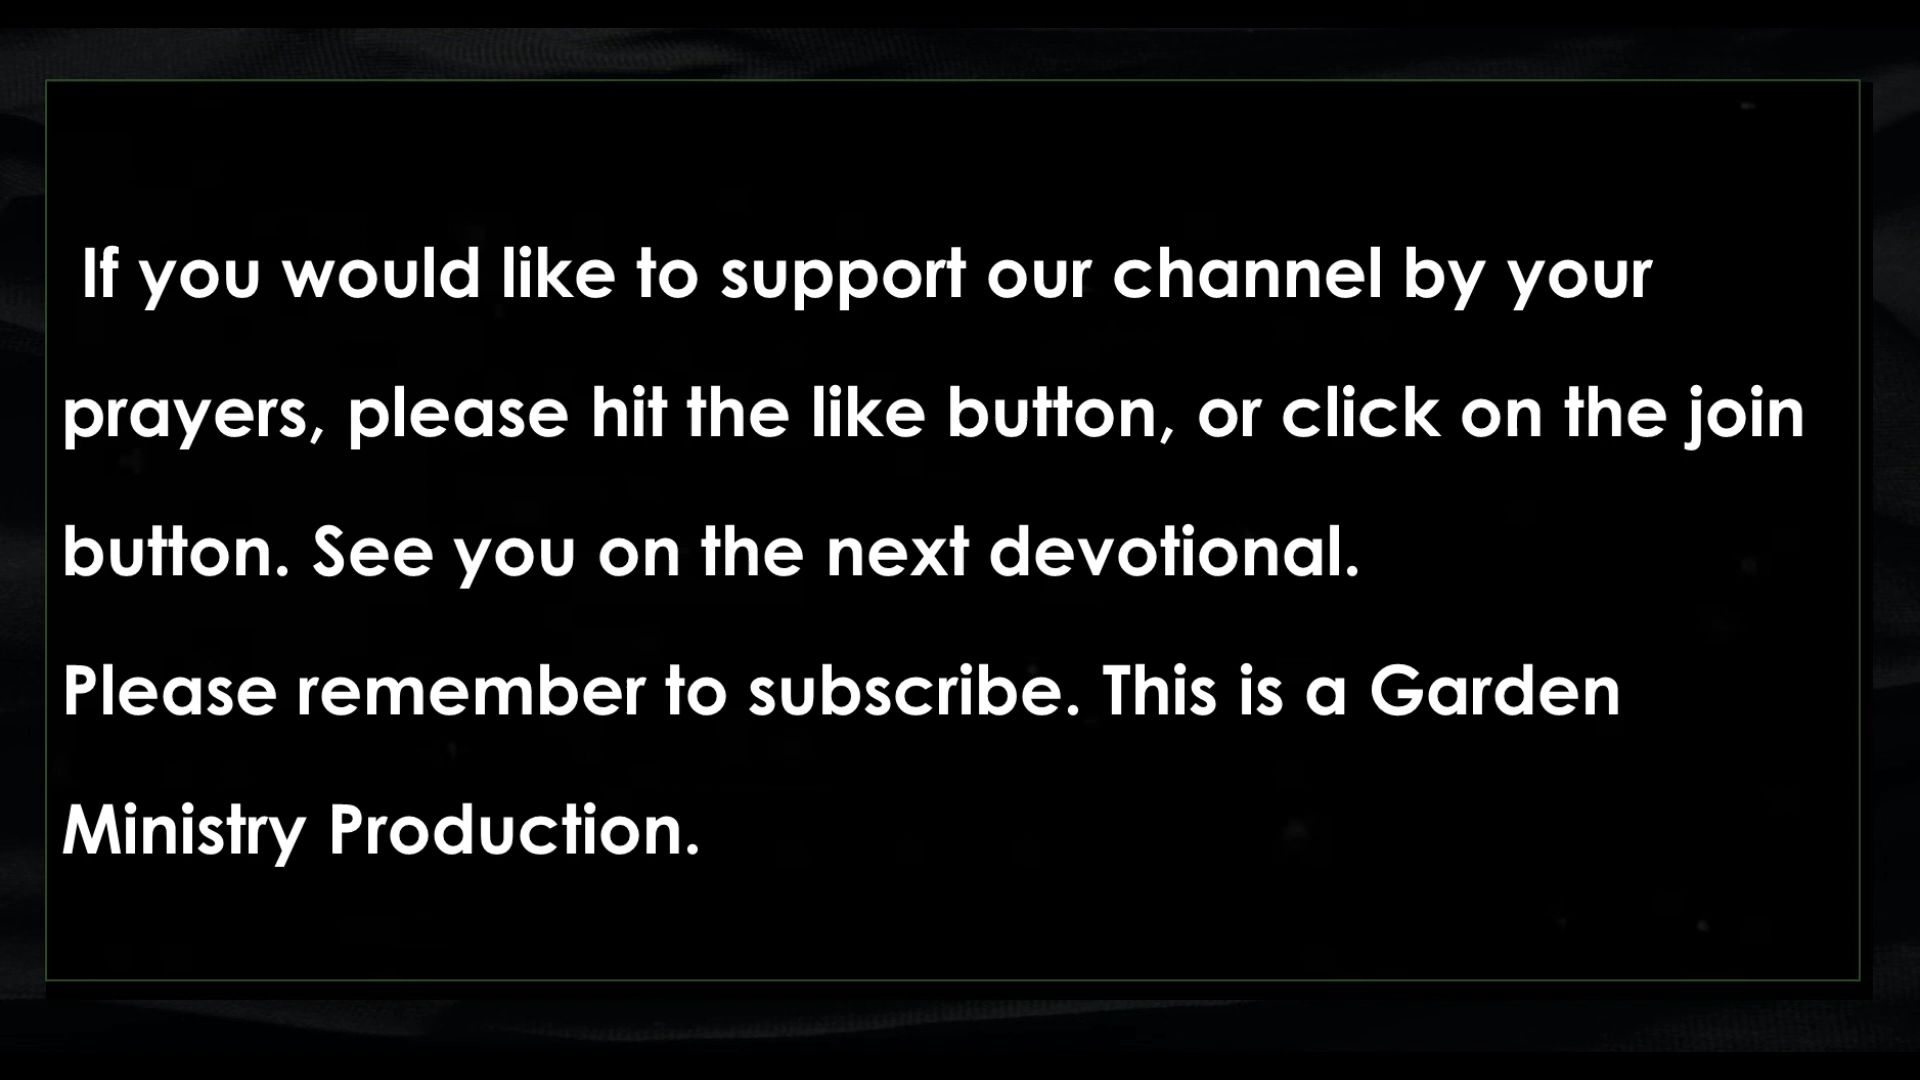 If you would like to support our channel by your
prayers, please hit the like button, or click on the join
button. See you on the next devotional.
Please remember to subscribe. This is a Garden
Ministry Production.